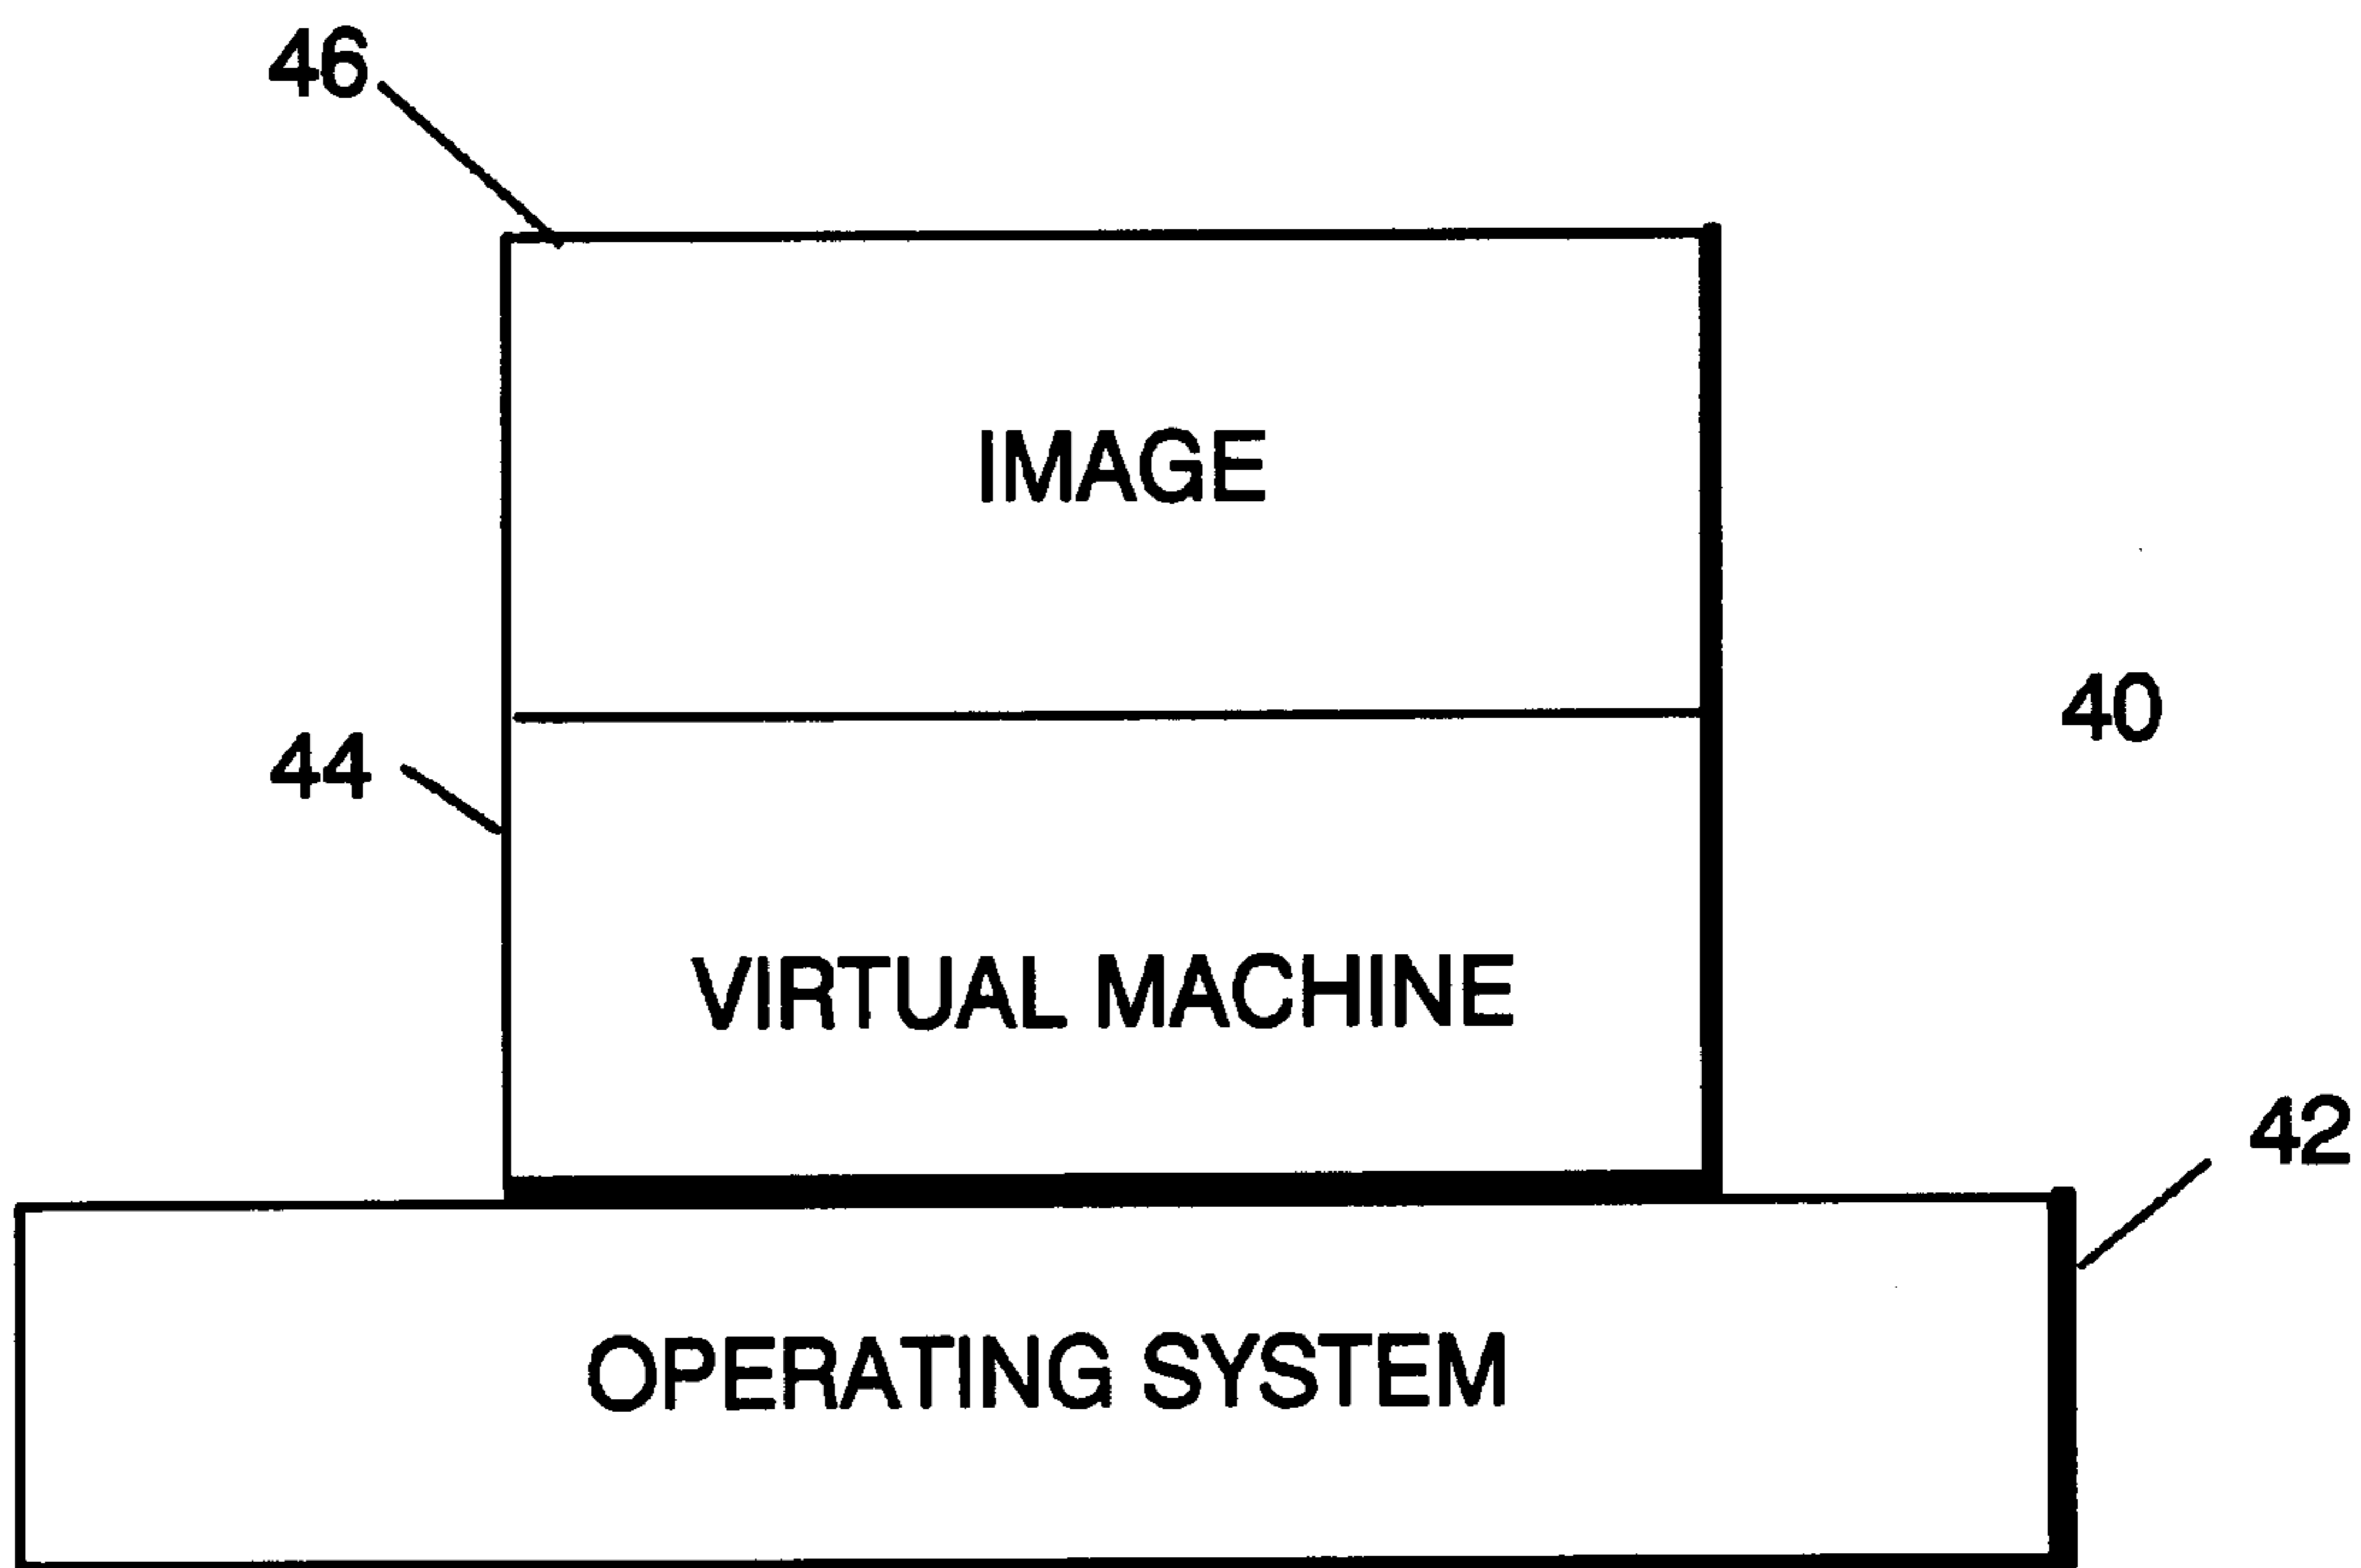 46
IMAGE
40
44
VIRTUAL MACHINE
42
OPERATING SYSTEM